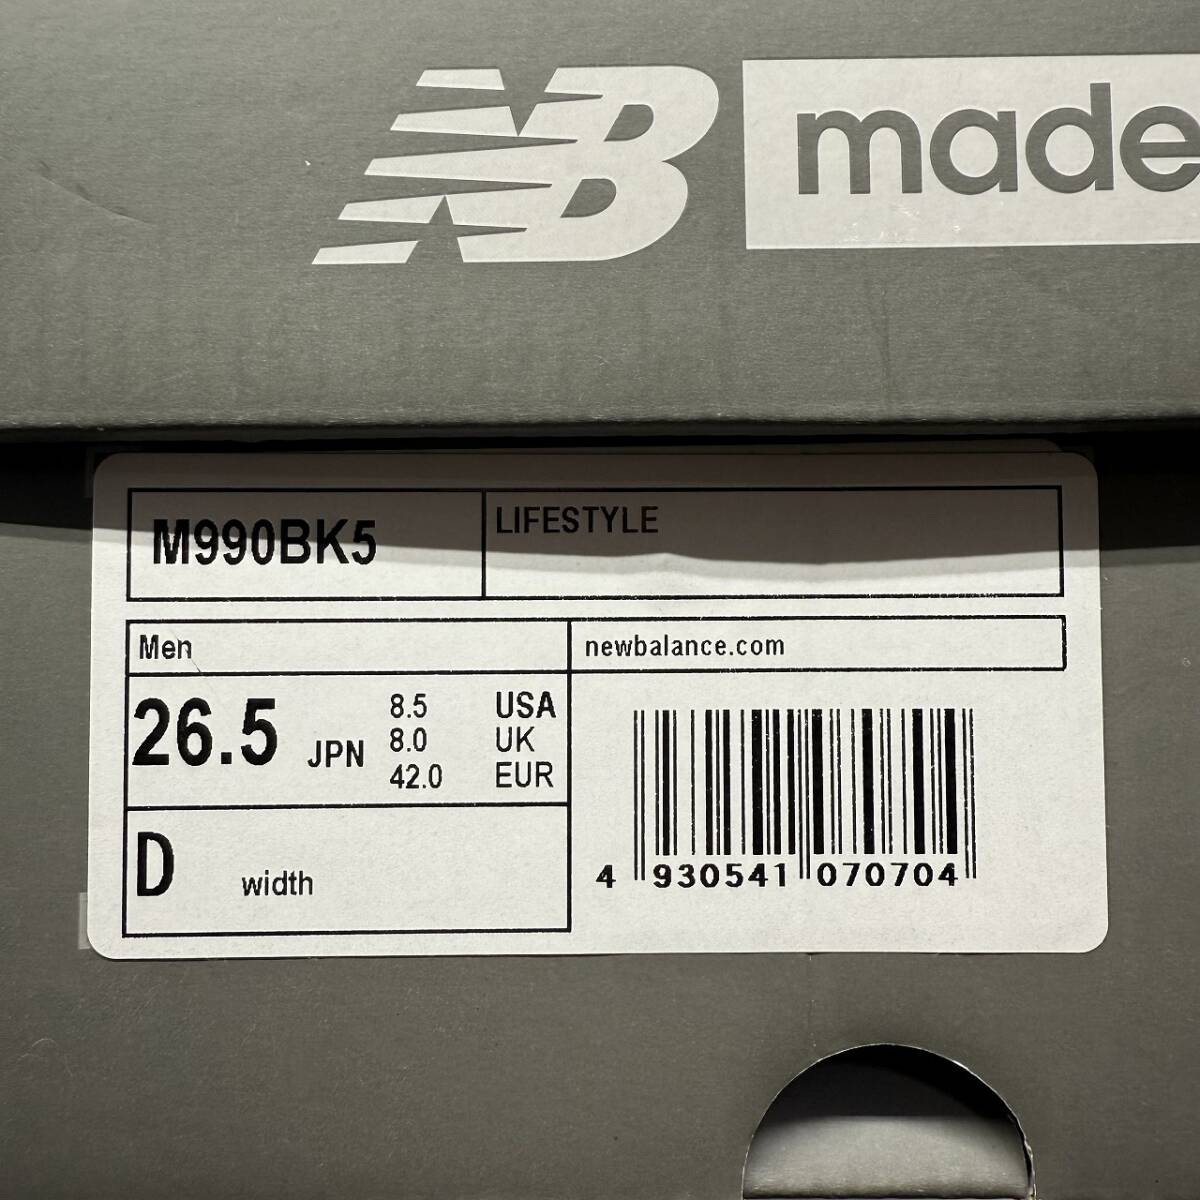 NB made
M990BK5
LIFESTYLE
Men
newbalance.com
26.5 JPN
8.5 USA
8.0 UK
42.0 EUR
D width
4 930541 070704